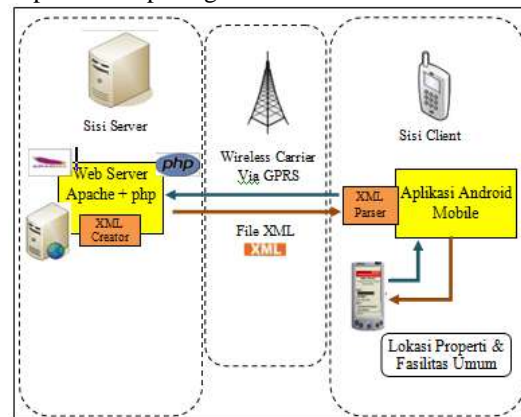 Sisi Server
Web Server
Apache + php
php
XML
Creator
Wireless Carrier
Via GPRS
File XML
XML
Sisi Client
XML
Parser
Aplikasi Android
Mobile
Lokasi Properti &
Fasilitas Umum